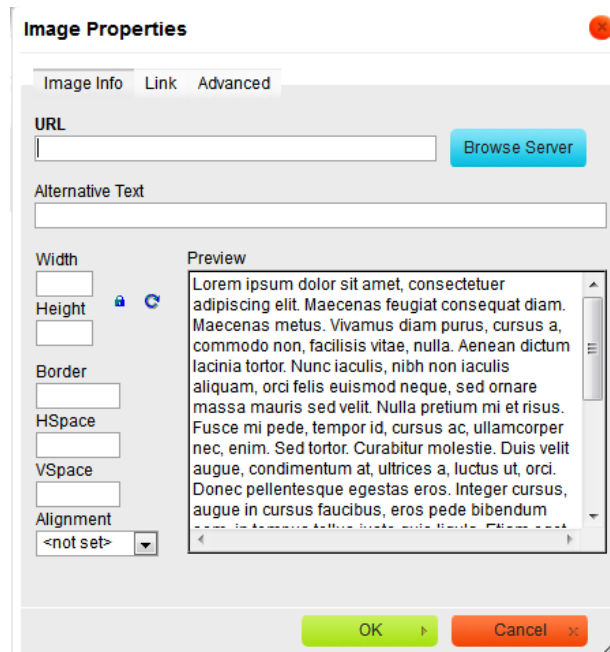 Image Properties
Image Info Link Advanced
URL
Browse Server
Alternative Text
Width
Height
Border
HSpace
VSpace
Alignment
<not set>
Preview
Lorem ipsum dolor sit amet, consectetuer
adipiscing elit. Maecenas feugiat consequat diam.
Maecenas metus. Vivamus diam purus, cursus a,
commodo non, facilisis vitae, nulla. Aenean dictum
lacinia tortor. Nunc iaculis, nibh non iaculis
aliquam, orci felis euismod neque, sed ornare
massa mauris sed velit. Nulla pretium mi et risus.
Fusce mi pede, tempor id, cursus ac, ullamcorper
nec, enim. Sed tortor. Curabitur molestie. Duis velit
augue, condimentum at, ultrices a, luctus ut, orci.
Donec pellentesque egestas eros. Integer cursus,
augue in cursus faucibus, eros pede bibendum
OK
Cancel